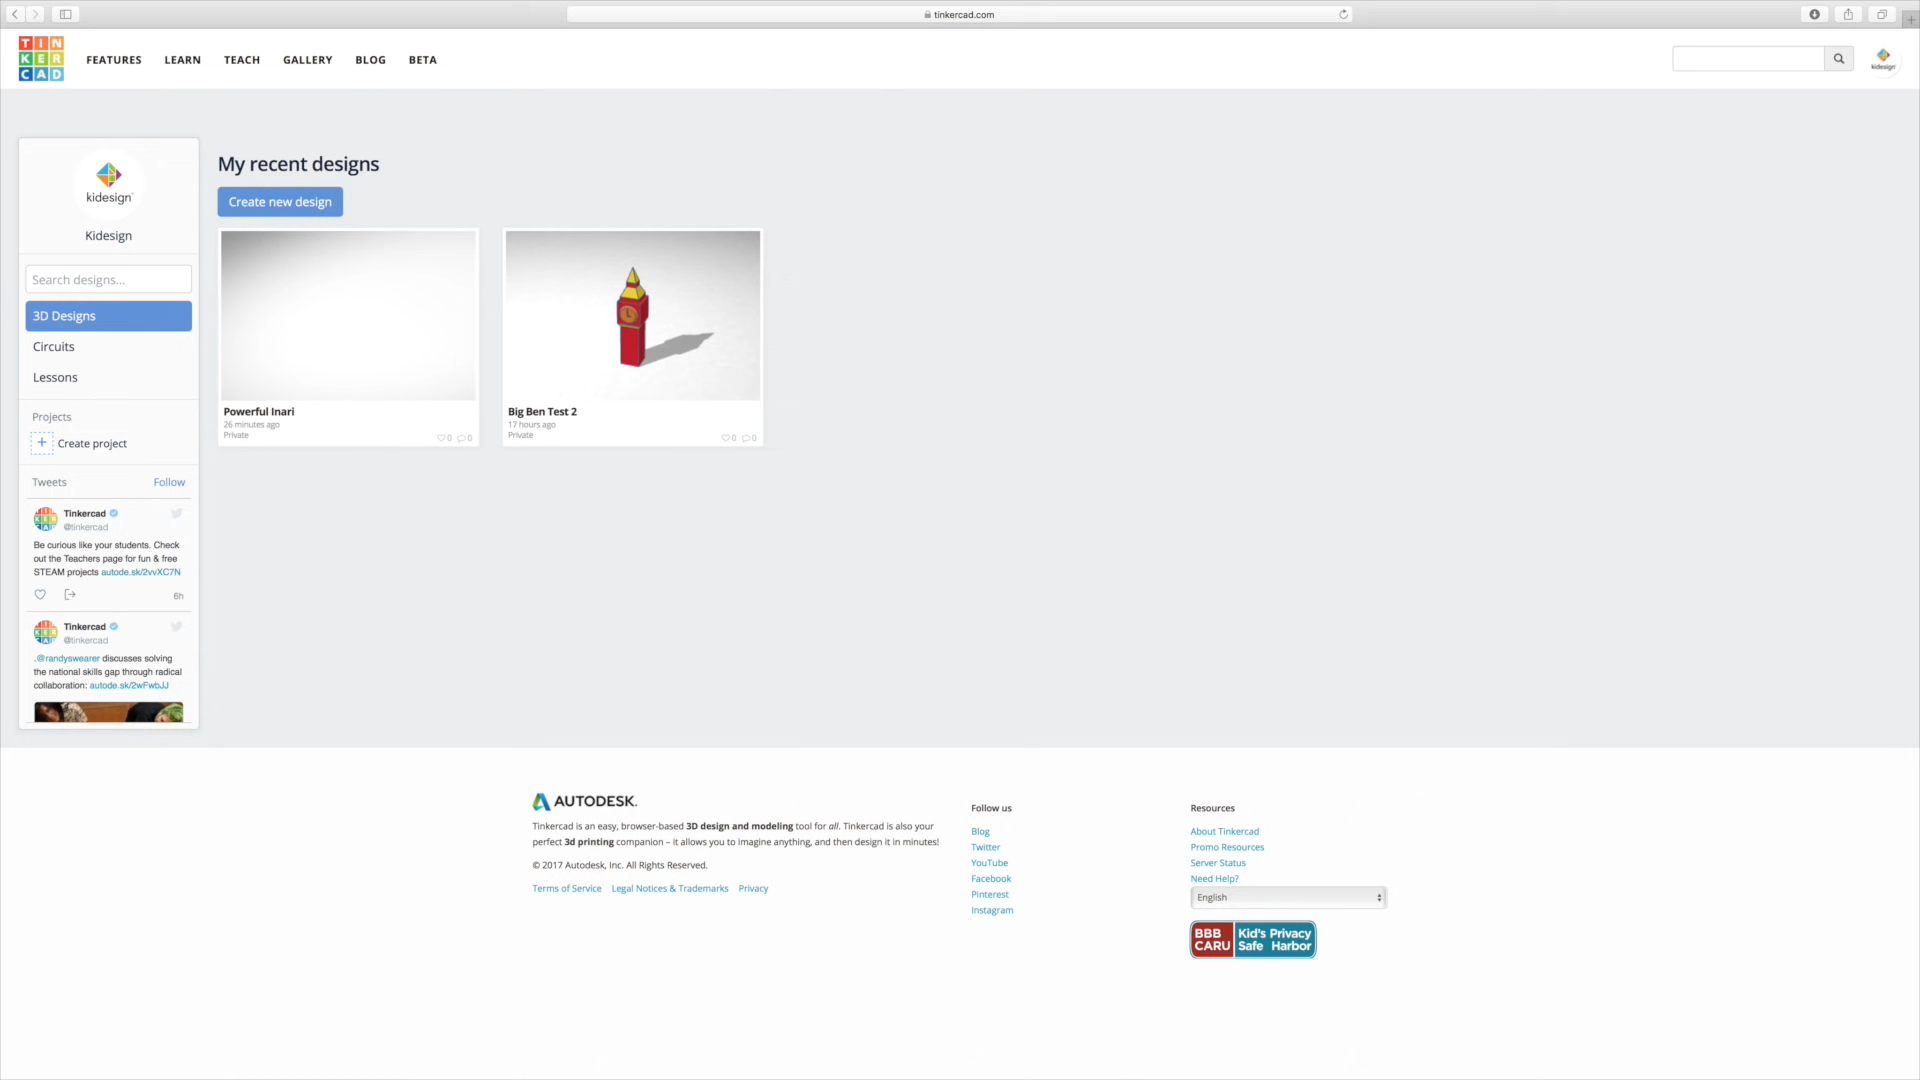 tinkercad.com
TIN
KER
CAD
FEATURES LEARN TEACH GALLERY BLOG BETA
kidesign
kidesign
Kidesign
Search designs...
3D Designs
Circuits
Lessons
Projects
+ Create project
Tweets Follow
Tinkercad
@tinkercad
Be curious like your students. Check
out the Teachers page for fun & free
STEAM projects autode.sk/2vvXC7N
6h
Tinkercad
@tinkercad
.@randyswearer discusses solving
the national skills gap through radical
collaboration: autode.sk/2wFwbJJ
My recent designs
Create new design
Powerful Inari
26 minutes ago
Private
0 0
Big Ben Test 2
17 hours ago
Private
0 0
AUTODESK.
Tinkercad is an easy, browser-based 3D design and modeling tool for all. Tinkercad is also your
perfect 3d printing companion – it allows you to imagine anything, and then design it in minutes!
© 2017 Autodesk, Inc. All Rights Reserved.
Terms of Service Legal Notices & Trademarks Privacy
Follow us
Blog
Twitter
YouTube
Facebook
Pinterest
Instagram
Resources
About Tinkercad
Promo Resources
Server Status
Need Help?
English
BBB
CARU
Kid's Privacy
Safe Harbor